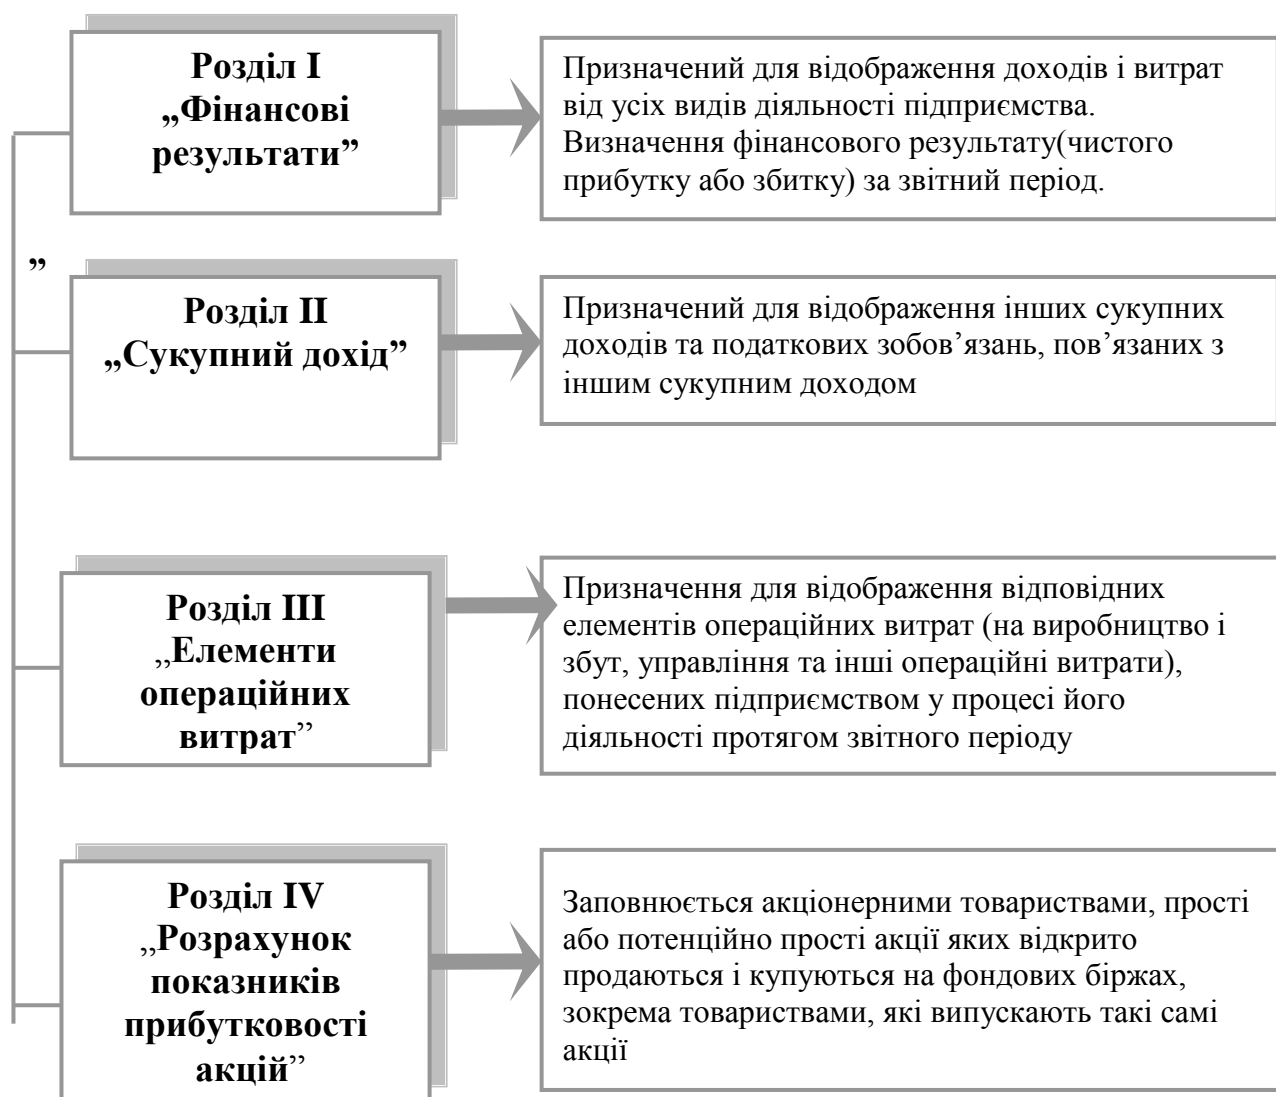 Розділ I
„Фінансові
результати”
Призначений для відображення доходів і витрат
від усіх видів діяльності підприємства.
Визначення фінансового результату(чистого
прибутку або збитку) за звітний період.
”
Розділ II
„Сукупний дохід”
Призначений для відображення інших сукупних
доходів та податкових зобов’язань, пов’язаних з
іншим сукупним доходом
Розділ III
„Елементи
операційних
витрат”
Призначення для відображення відповідних
елементів операційних витрат (на виробництво і
збут, управління та інші операційні витрати),
понесених підприємством у процесі його
діяльності протягом звітного періоду
Розділ IV
„Розрахунок
показників
прибутковості
акцій”
Заповнюється акціонерними товариствами, прості
або потенційно прості акції яких відкрито
продаються і купуються на фондових біржах,
зокрема товариствами, які випускають такі самі
акції